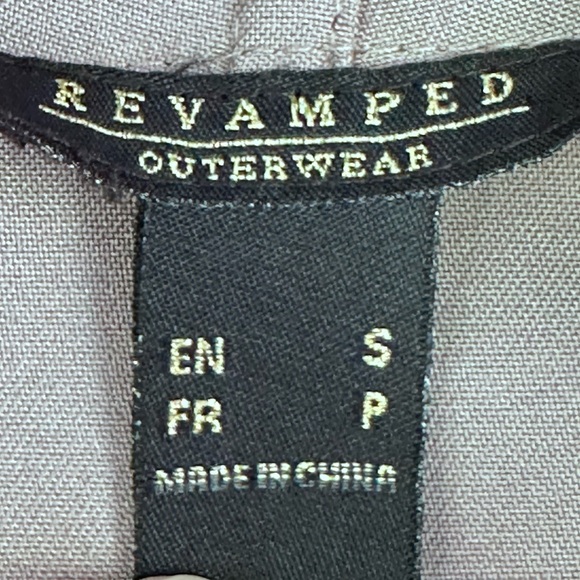 REVAMPED
OUTERWEAR
EN S
FR P
MADE IN CHINA